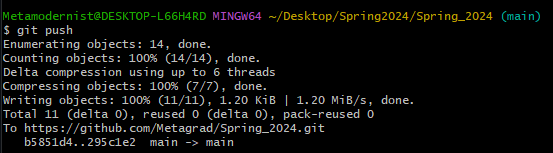 Metamodernist@DESKTOP-L66H4RD MINGW64 ~/Desktop/Spring2024/Spring_2024 (main)
$ git push
Enumerating objects: 14, done.
Counting objects: 100% (14/14), done.
Delta compression using up to 6 threads
Compressing objects: 100% (7/7), done.
Writing objects: 100% (11/11), 1.20 KiB | 1.20 MiB/s, done.
Total 11 (delta 0), reused 0 (delta 0), pack-reused 0
To https://github.com/Metagrad/Spring_2024.git
   b5851d4..295c1e2  main -> main